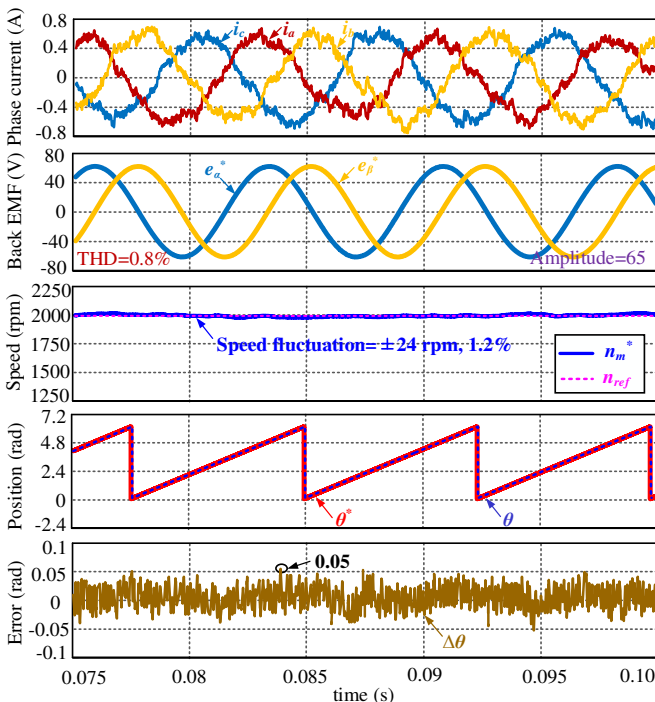 Phase current (A)
0.8
0.4
0
-0.4
-0.8
i_c
i_a
Back EMF (V)
80
40
0
-40
-80
e_α*
e_β*
THD=0.8%
Amplitude=65
Speed (rpm)
2250
2000
1750
1500
1250
Speed fluctuation= ±24 rpm, 1.2%
n_m*
n_ref
Position (rad)
7.2
4.8
2.4
0
-2.4
θ*
θ
Error (rad)
0.1
0.05
0
-0.05
-0.1
0.05
Δθ
0.075 0.08 0.085 0.09 0.095 0.10
time (s)